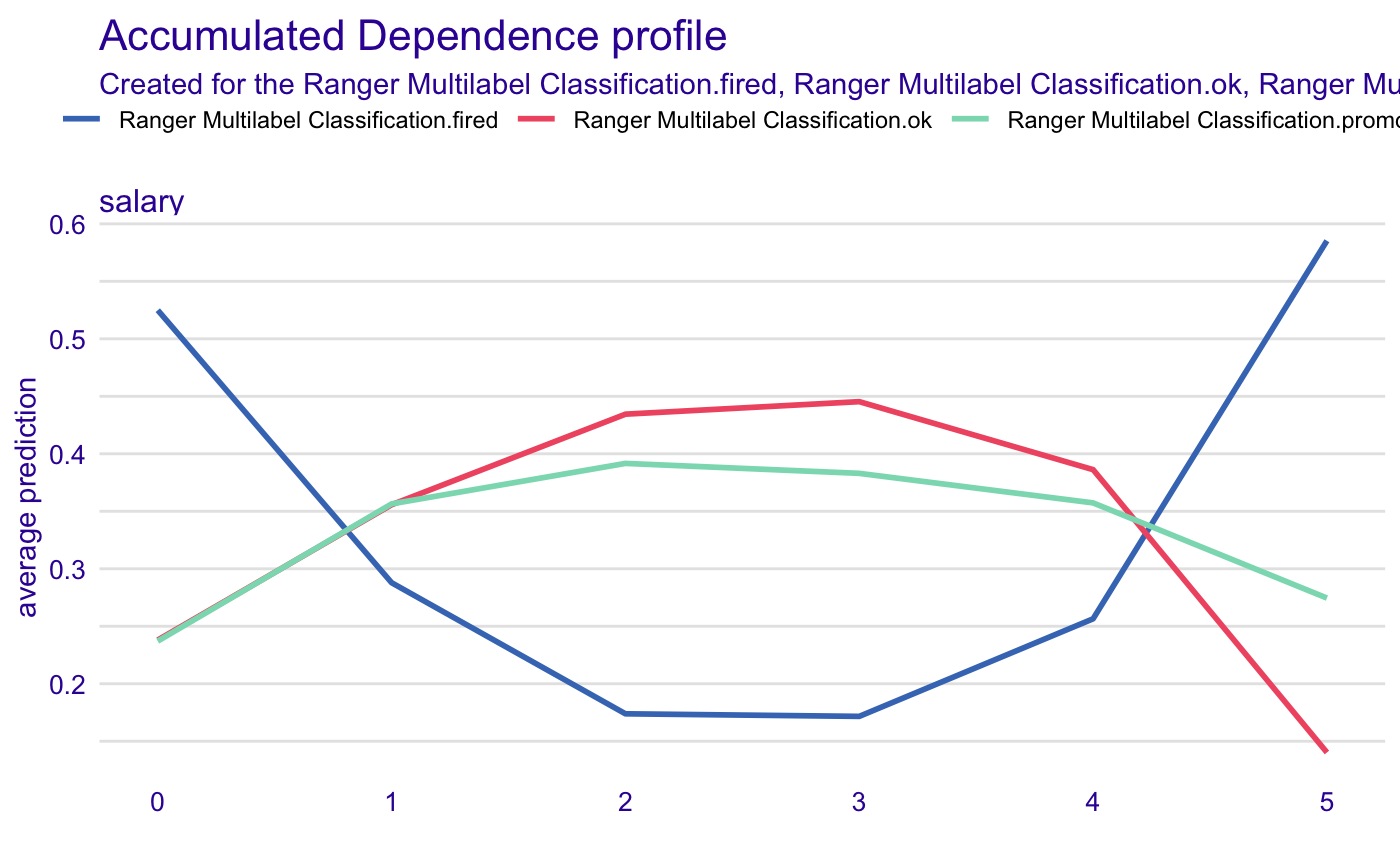 Accumulated Dependence profile
Created for the Ranger Multilabel Classification.fired, Ranger Multilabel Classification.ok, Ranger Mu
Ranger Multilabel Classification.fired Ranger Multilabel Classification.ok Ranger Multilabel Classification.promo
salary
0.6
0.5
0.4
0.3
0.2
average prediction
0 1 2 3 4 5